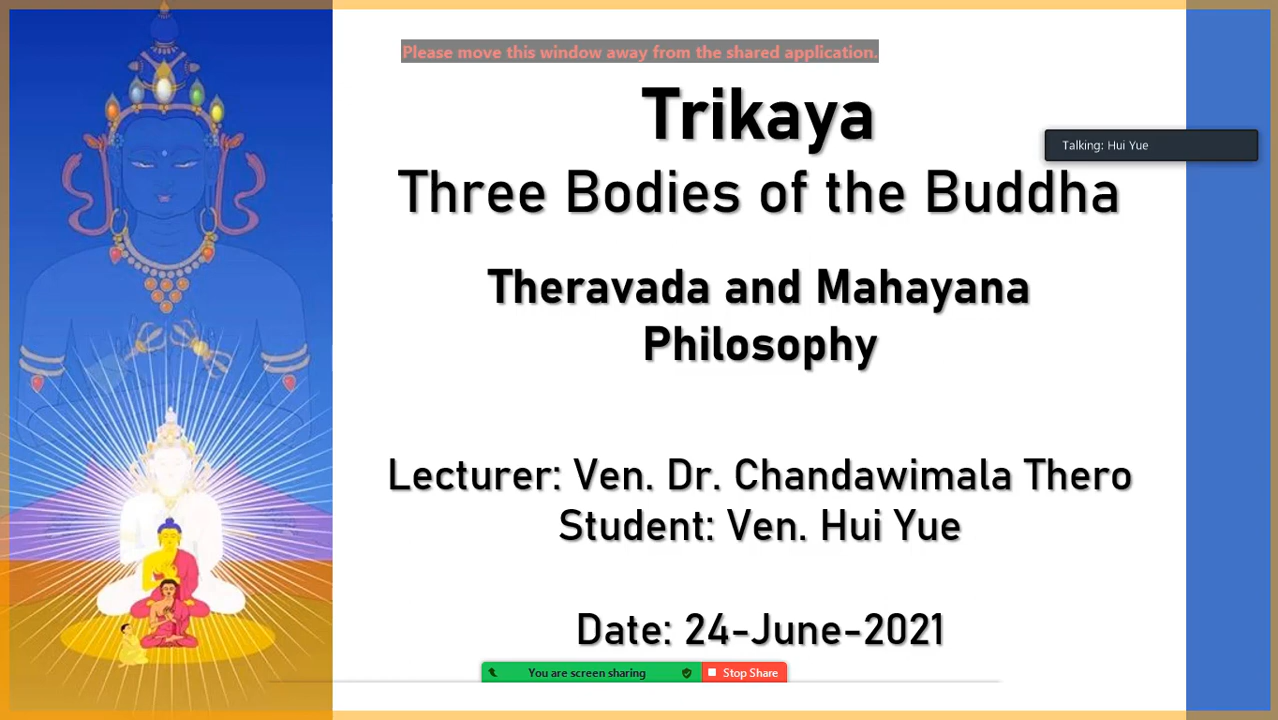 Please move this window away from the shared application.
Trikaya
Talking: Hui Yue
Three Bodies of the Buddha
Theravada and Mahayana
Philosophy
Lecturer: Ven. Dr. Chandawimala Thero
Student: Ven. Hui Yue
Date: 24-June-2021
You are screen sharing
Stop Share